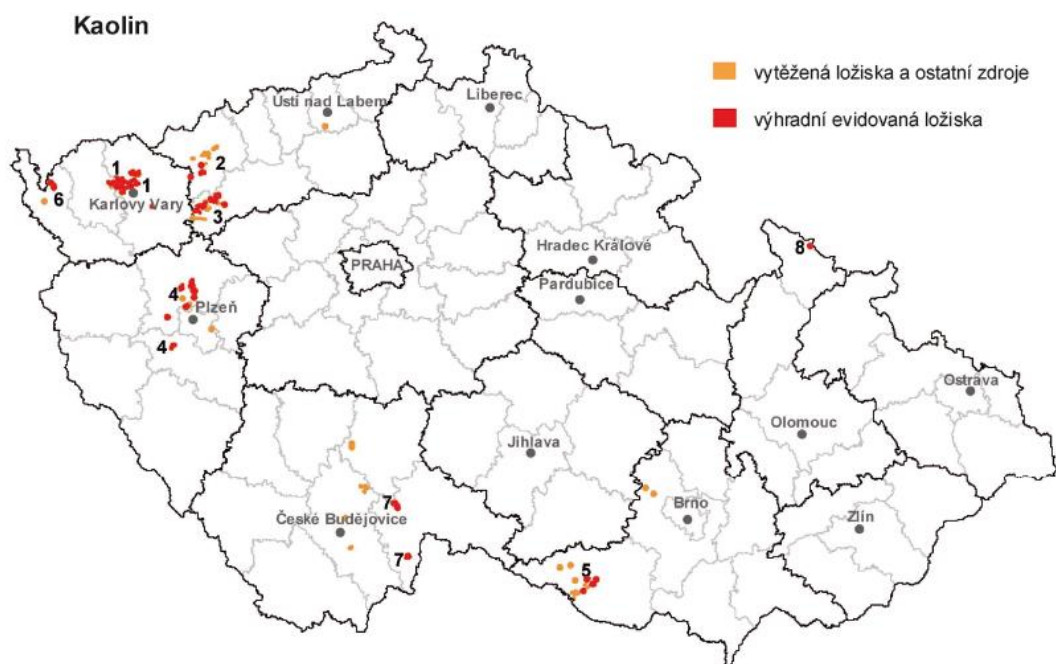 Kaolin
vytěžená ložiska a ostatní zdroje
výhradní evidovaná ložiska
Ústí nad Labem
Liberec
1
2
1
6
Karlovy Vary
3
Hradec Králové
8
PRAHA
Pardubice
4
Plzeň
4
Ostrava
Olomouc
Jihlava
7
Brno
České Budějovice
Zlín
7
5